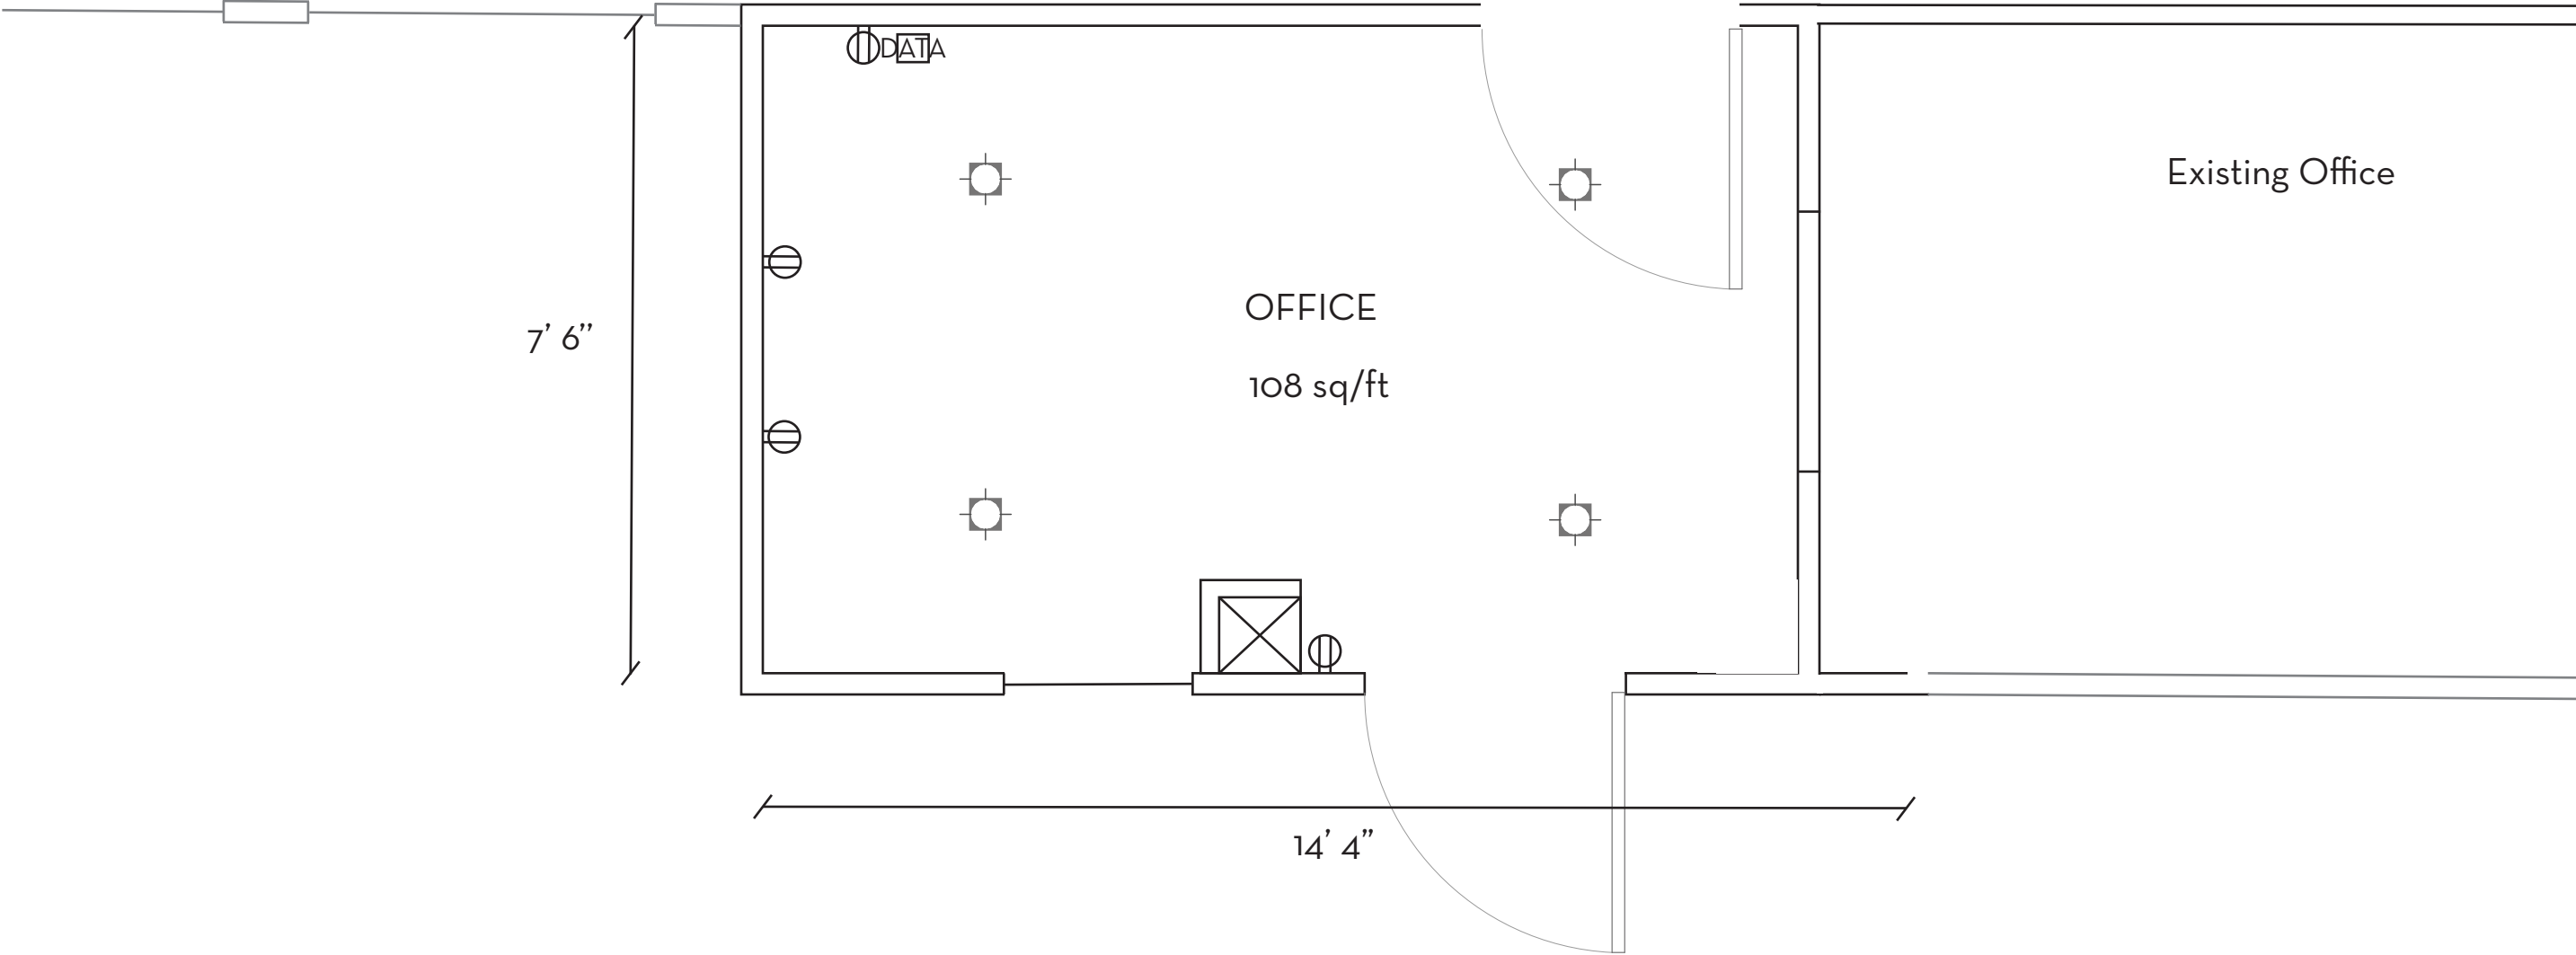 DATA
Existing Office
OFFICE
7’ 6”
108 sq/ft
14’ 4”